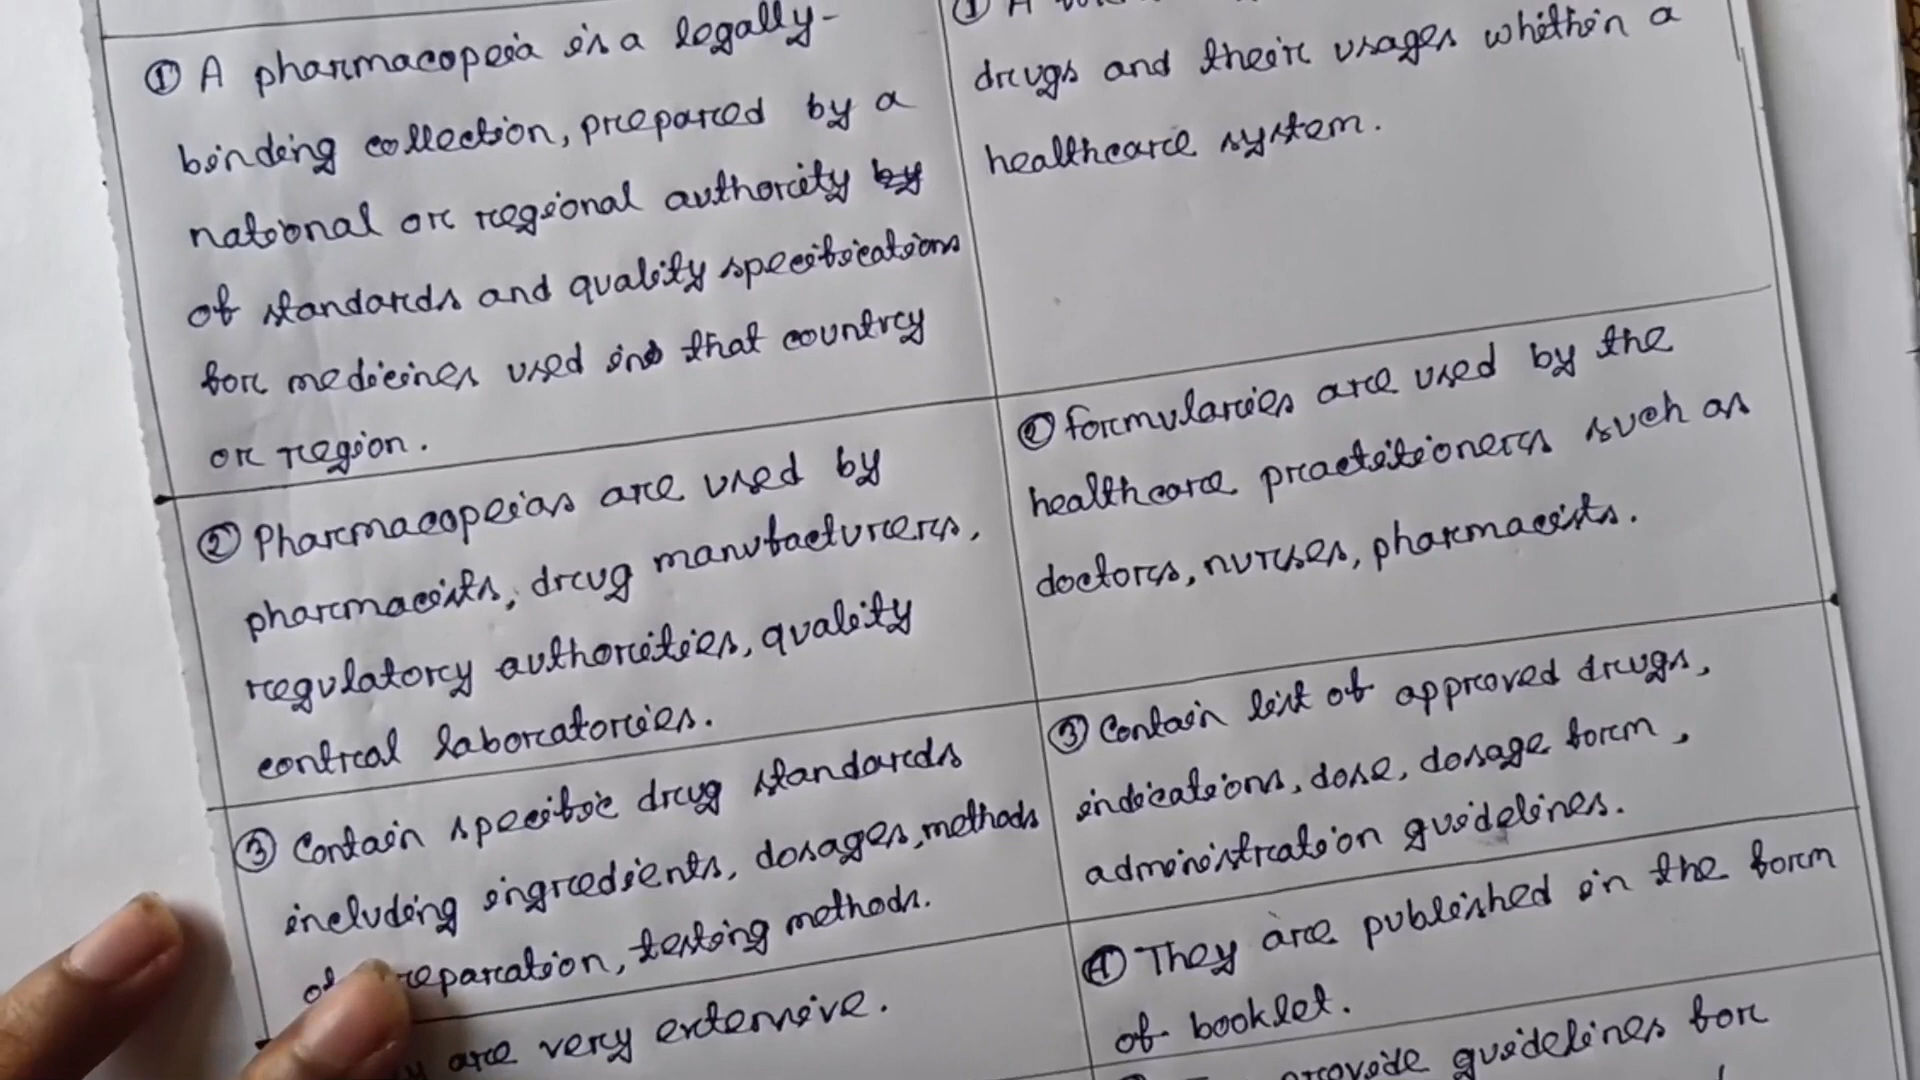 ① A pharmacopeia is a legally-
binding collection, prepared by a
national or regional authority by
of standards and quality specifications
for medicines used in that country
or region.
② Pharmacopeias are used by
pharmacists, drug manufacturers,
regulatory authorities, quality
control laboratories.
③ Contain specific drug standards
including ingredients, dosages, methods
of preparation, testing methods.
are very extensive.
① A
drugs and their usages whithin a
healthcare system.
② Formularies are used by the
healthcare practitioners such as
doctors, nurses, pharmacists.
③ Contain list of approved drugs,
indications, dose, dosage form,
administration guidelines.
④ They are published in the form
of booklet.
provide guidelines for